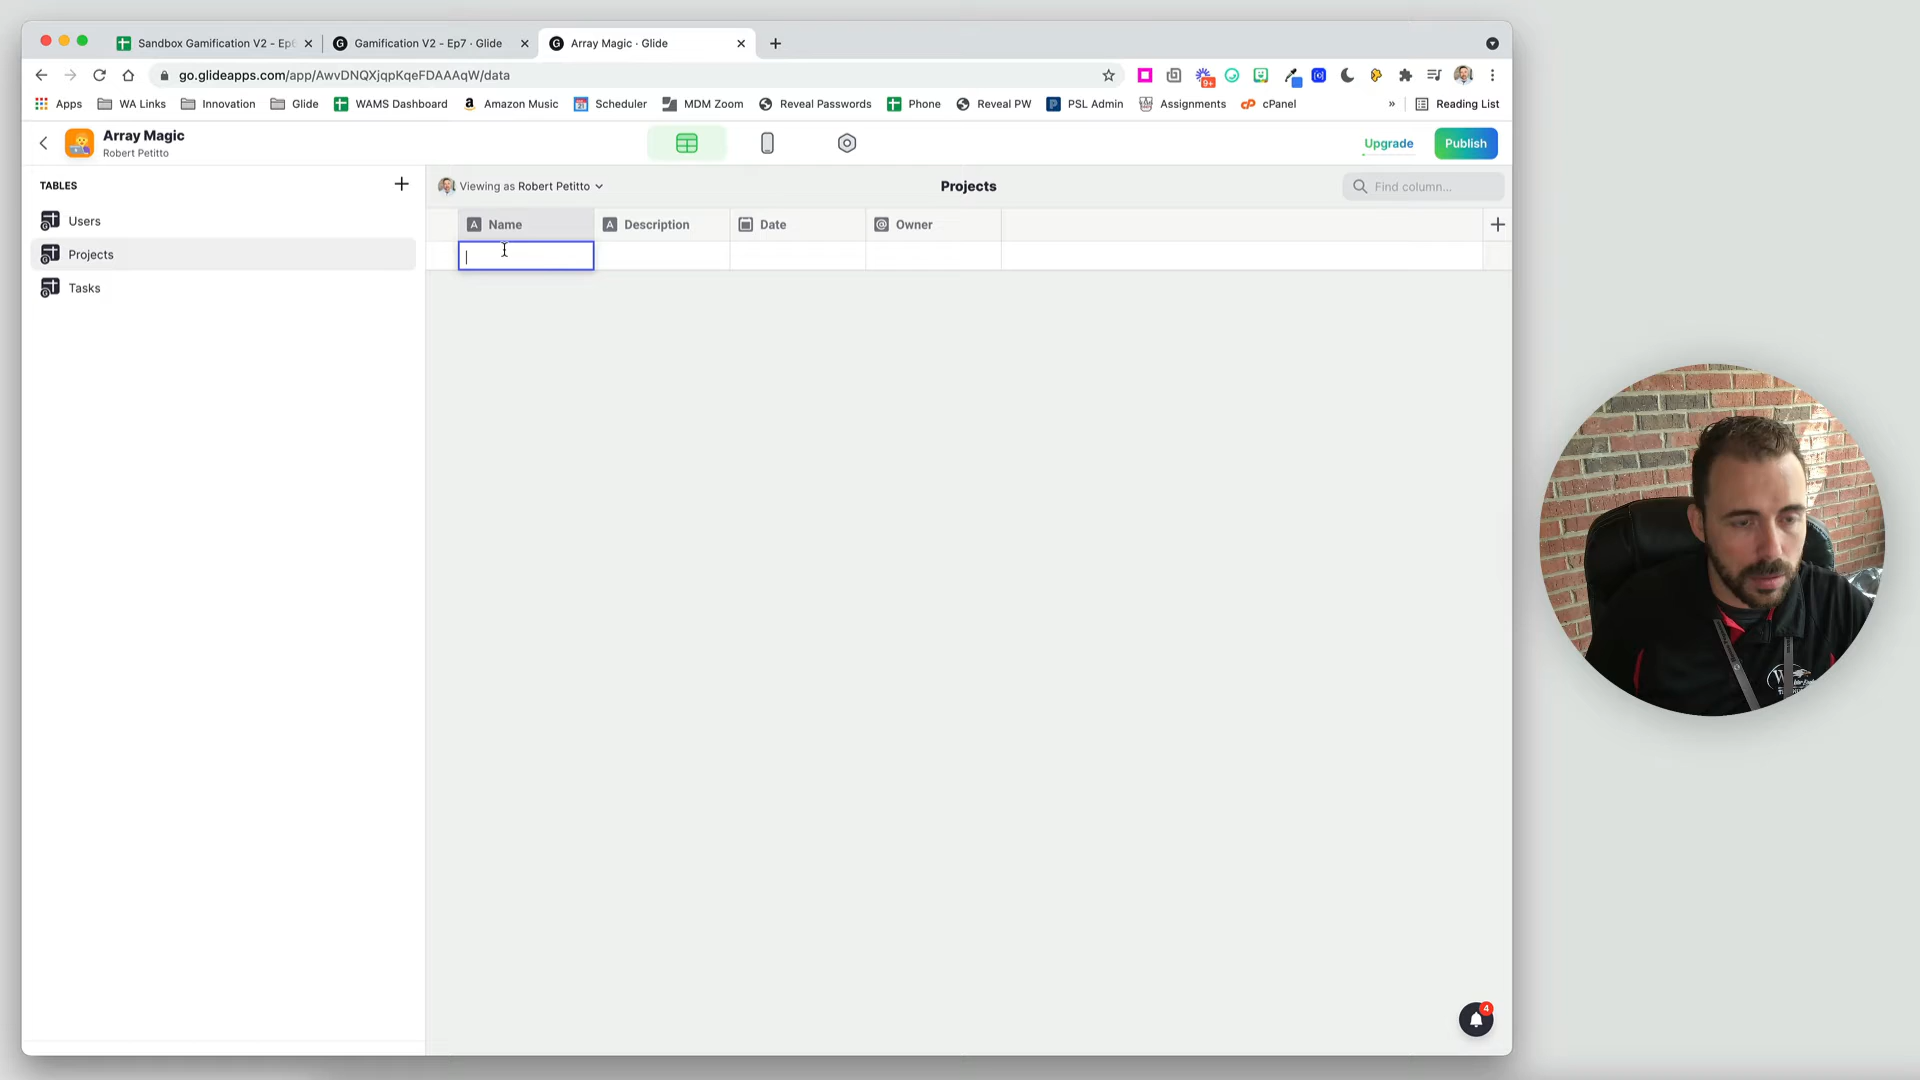 Sandbox Gamification V2 - Ep
Gamification V2 - Ep7 · Glide
Array Magic · Glide
go.glideapps.com/app/AwvDNQXjqpKqeFDAAAqW/data
9+
Apps
WA Links
Innovation
Glide
WAMS Dashboard
Amazon Music
Scheduler
MDM Zoom
Reveal Passwords
Phone
Reveal PW
PSL Admin
Assignments
cPanel
»
Reading List
Array Magic
Robert Petitto
Upgrade
Publish
TABLES
Viewing as Robert Petitto
Projects
Find column...
Users
Name
Description
Date
Owner
Projects
Tasks
4